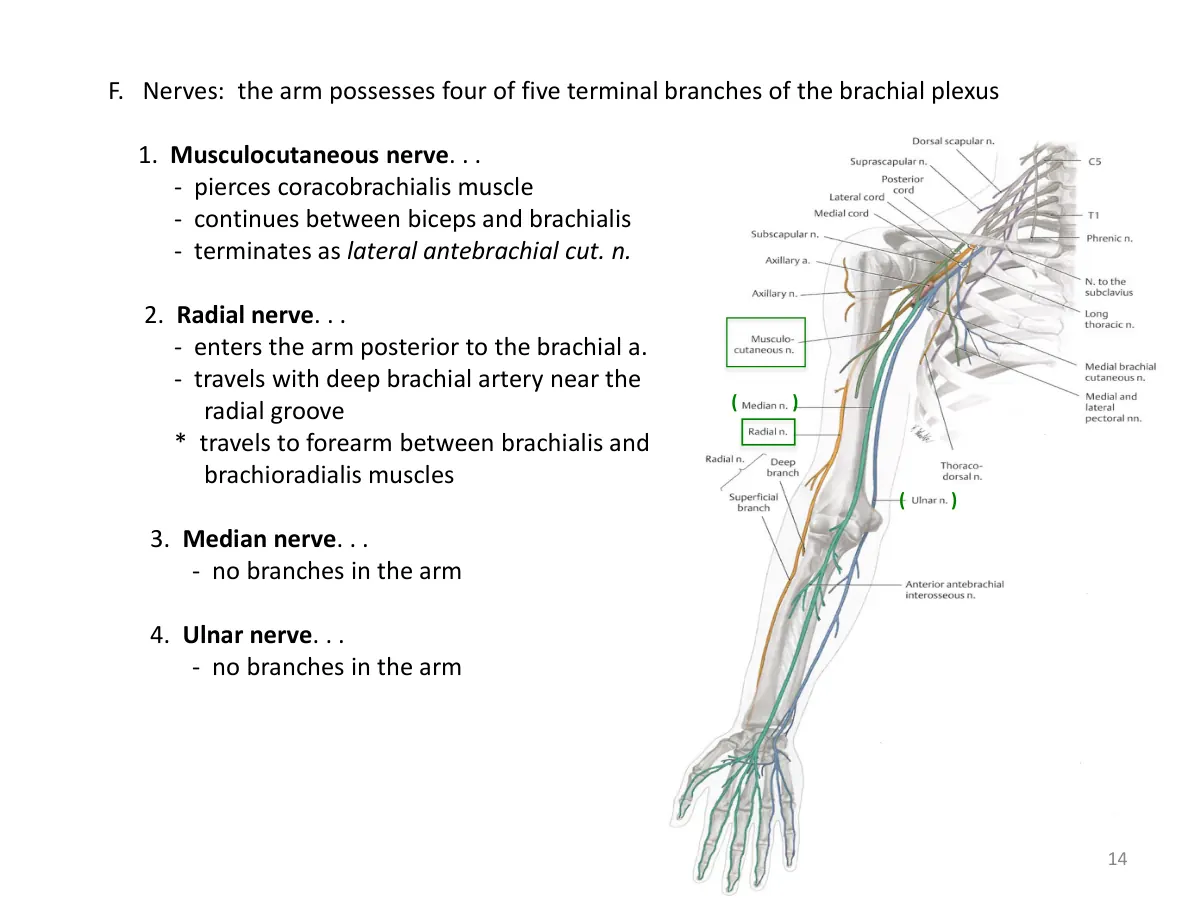 F. Nerves: the arm possesses four of five terminal branches of the brachial plexus
1. Musculocutaneous nerve. . .
- pierces coracobrachialis muscle
- continues between biceps and brachialis
- terminates as lateral antebrachial cut. n.
2. Radial nerve. . .
- enters the arm posterior to the brachial a.
- travels with deep brachial artery near the
radial groove
* travels to forearm between brachialis and
brachioradialis muscles
3. Median nerve. . .
- no branches in the arm
4. Ulnar nerve. . .
- no branches in the arm
Dorsal scapular n.
Suprascapular n.
Posterior
cord
Lateral cord
Medial cord
Subscapular n.
Axillary a.
Axillary n.
Musculo-
cutaneous n.
( Median n. )
Radial n.
Radial n.
Deep
branch
Superficial
branch
C5
T1
Phrenic n.
N. to the
subclavius
Long
thoracic n.
Medial brachial
cutaneous n.
Medial and
lateral
pectoral nn.
Thoraco-
dorsal n.
( Ulnar n. )
Anterior antebrachial
interosseous n.
14